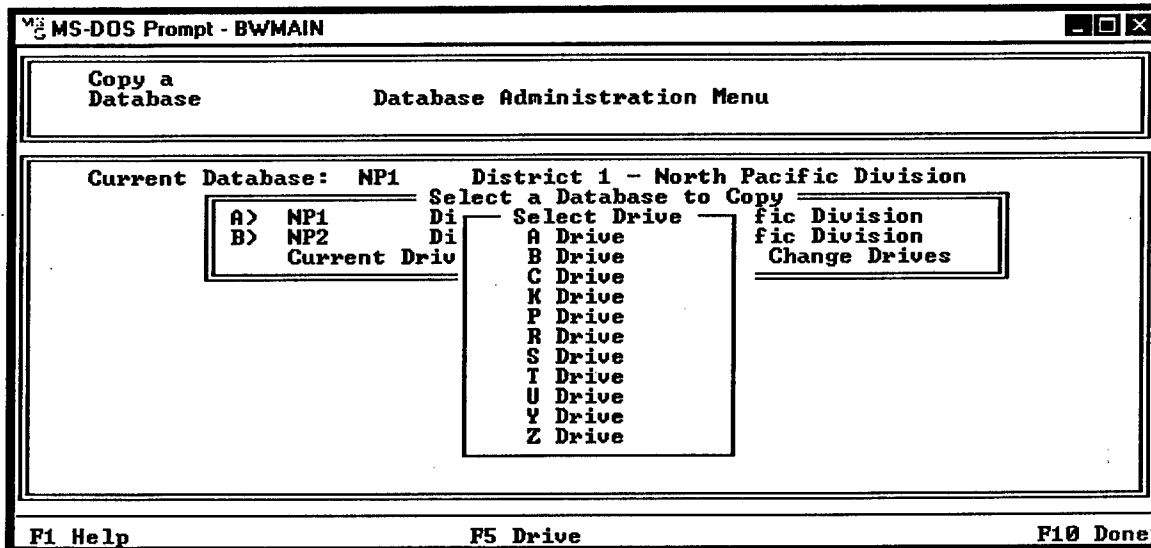 MS-DOS Prompt - BWMAIN
Copy a
Database Database Administration Menu
Current Database: NP1 District 1 - North Pacific Division
Select a Database to Copy
A> NP1 Di Select Drive fic Division
B> NP2 Di A Drive fic Division
Current Driv B Drive Change Drives
C Drive
K Drive
P Drive
R Drive
S Drive
T Drive
U Drive
Y Drive
Z Drive
F1 Help F5 Drive F10 Done